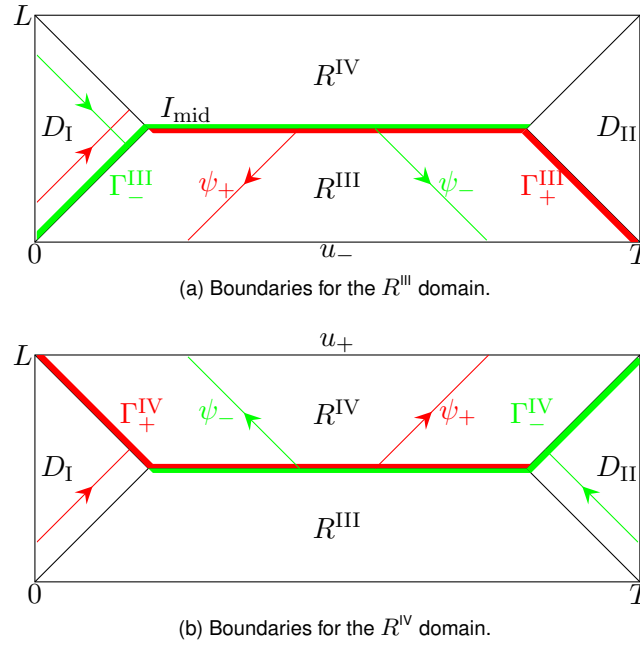 L
R^IV
I_mid
D_I
D_II
Γ_-^III
ψ_+
R^III
ψ_-
Γ_+^III
0
u_-
T
(a) Boundaries for the R^III domain.
u_+
L
Γ_+^IV
ψ_-
R^IV
ψ_+
Γ_-^IV
D_I
D_II
R^III
0
T
(b) Boundaries for the R^IV domain.